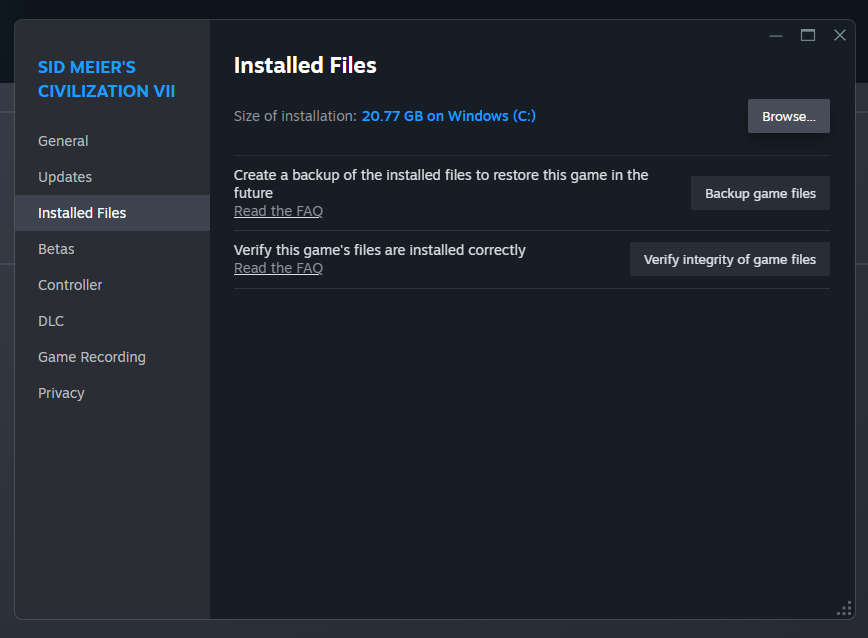 SID MEIER'S
CIVILIZATION VII
General
Updates
Installed Files
Betas
Controller
DLC
Game Recording
Privacy
Installed Files
Size of installation: 20.77 GB on Windows (C:)
Browse...
Create a backup of the installed files to restore this game in the
future
Read the FAQ
Backup game files
Verify this game's files are installed correctly
Read the FAQ
Verify integrity of game files